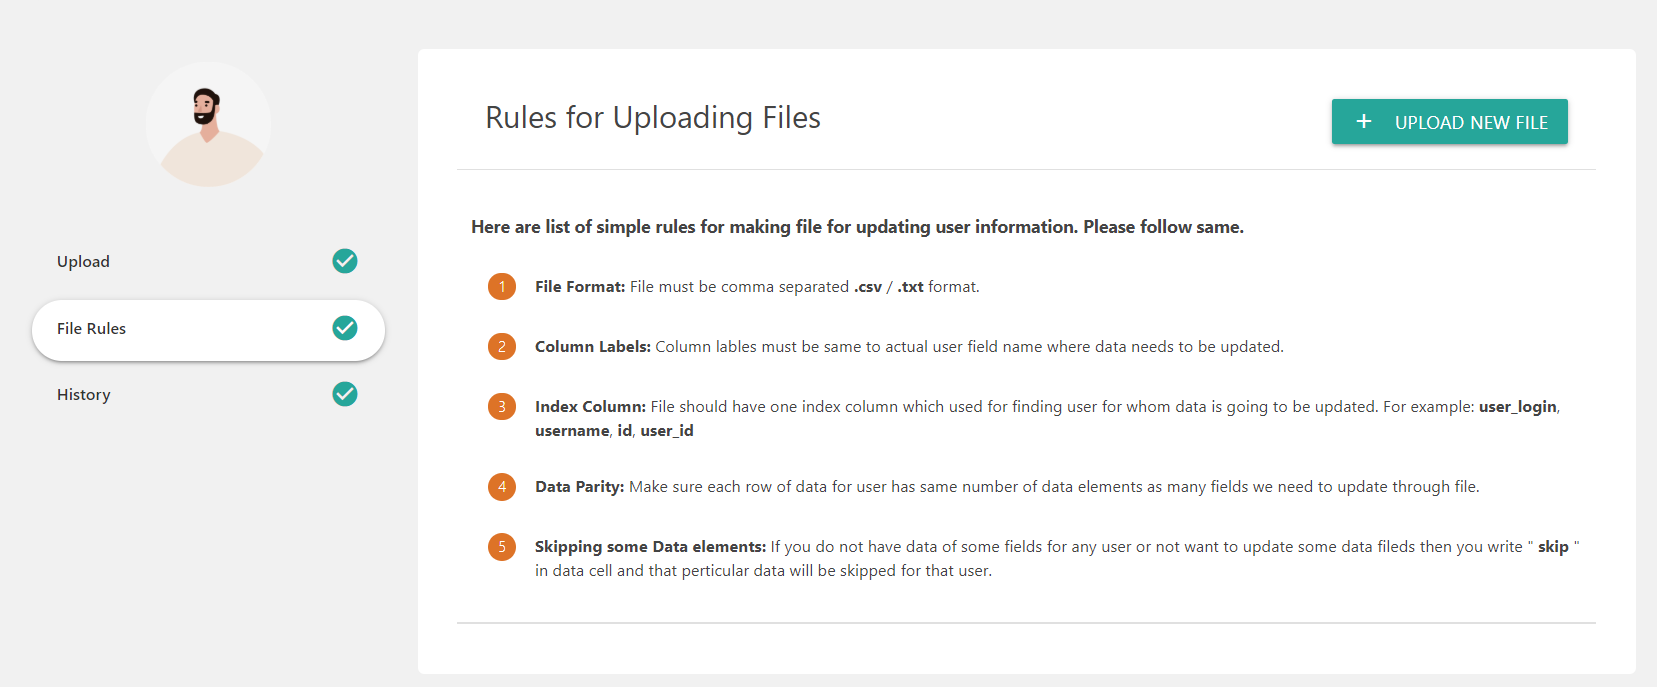 Upload
File Rules
History
Rules for Uploading Files
+ UPLOAD NEW FILE
Here are list of simple rules for making file for updating user information. Please follow same.
1 File Format: File must be comma separated .csv / .txt format.
2 Column Labels: Column lables must be same to actual user field name where data needs to be updated.
3 Index Column: File should have one index column which used for finding user for whom data is going to be updated. For example: user_login,
username, id, user_id
4 Data Parity: Make sure each row of data for user has same number of data elements as many fields we need to update through file.
5 Skipping some Data elements: If you do not have data of some fields for any user or not want to update some data fileds then you write " skip "
in data cell and that perticular data will be skipped for that user.